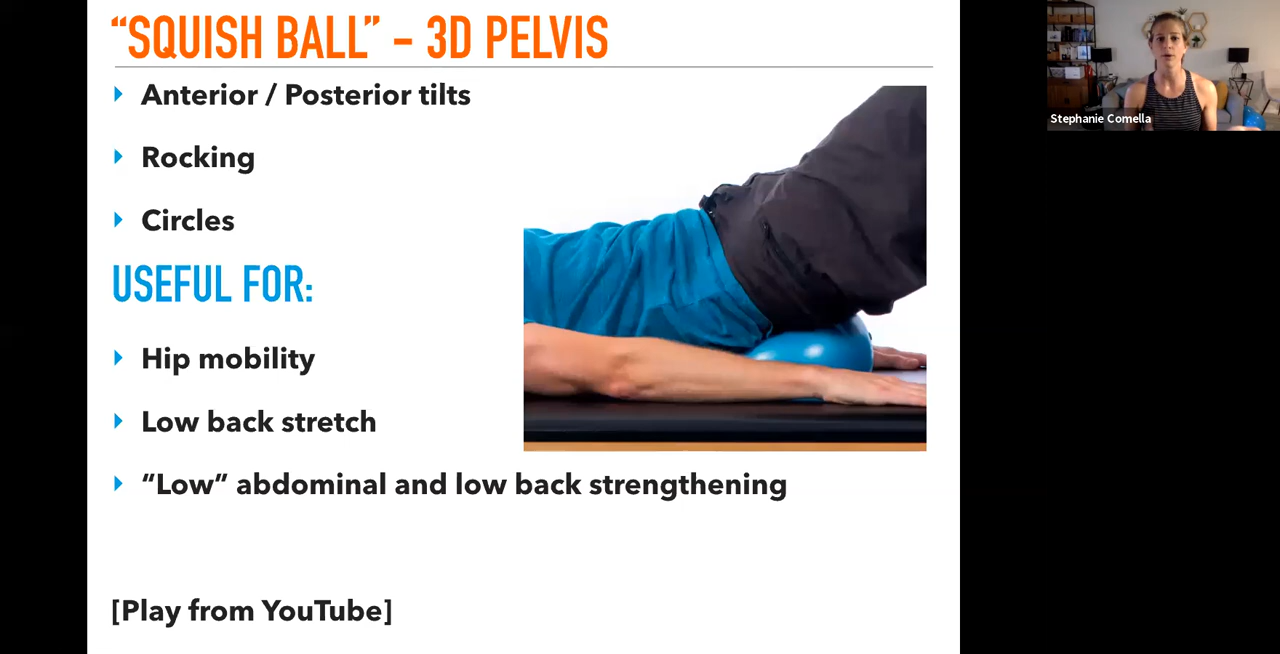 “SQUISH BALL” – 3D PELVIS
Anterior / Posterior tilts
Rocking
Circles
USEFUL FOR:
Hip mobility
Low back stretch
“Low” abdominal and low back strengthening
[Play from YouTube]
Stephanie Comella